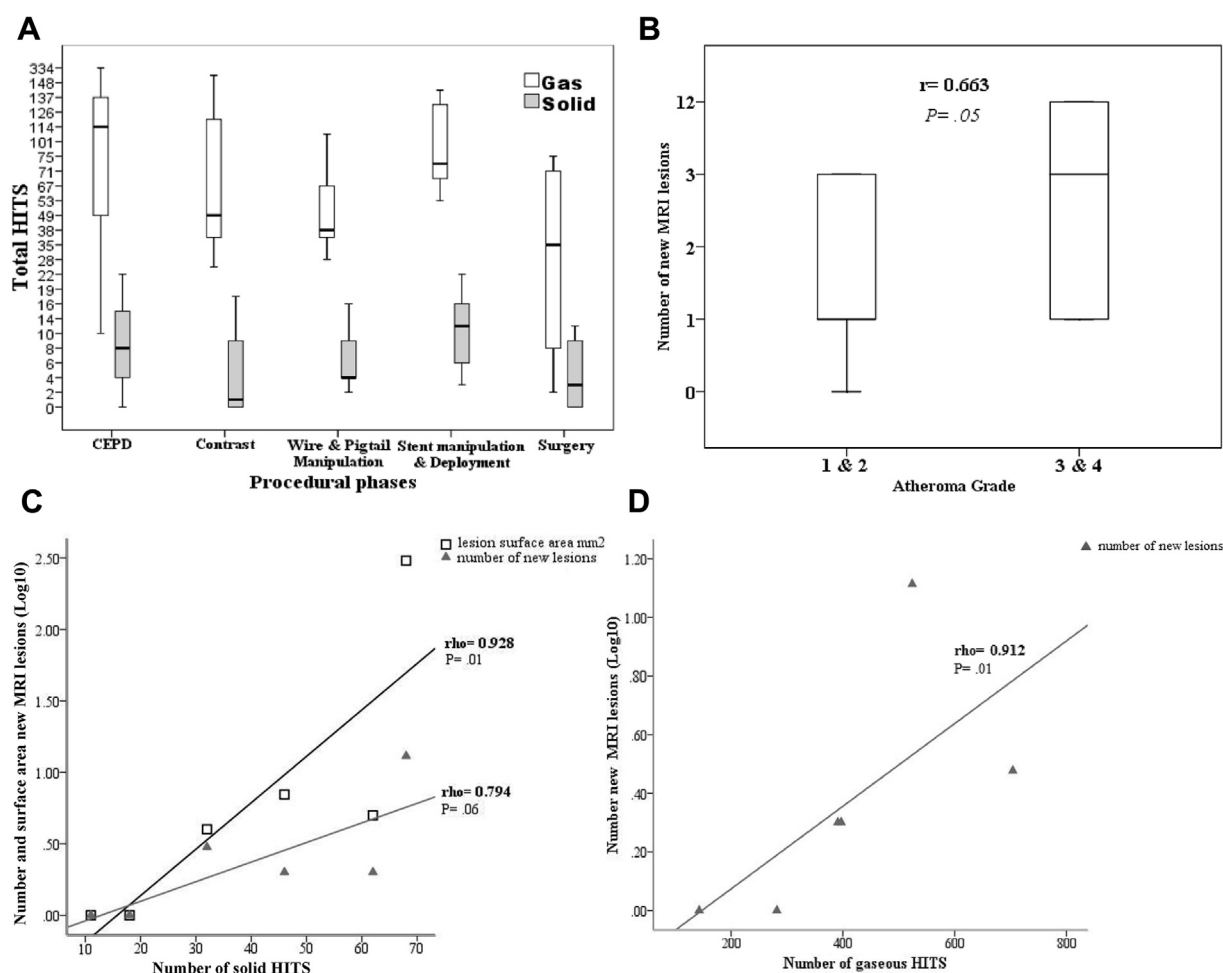 A
Total HITS
334
148
137
126
114
101
75
71
67
53
49
38
35
28
22
19
16
14
10
8
6
4
2
0
Gas
Solid
CEPD
Contrast
Wire & Pigtail
Manipulation
Stent manipulation
& Deployment
Surgery
Procedural phases
B
Number of new MRI lesions
12
3
2
1
0
r= 0.663
P= .05
1 & 2
3 & 4
Atheroma Grade
C
Number and surface area new MRI lesions (Log10)
2.50
2.00
1.50
1.00
.50
.00
lesion surface area mm2
number of new lesions
rho= 0.928
P= .01
rho= 0.794
P= .06
10
20
30
40
50
60
70
Number of solid HITS
D
Number new MRI lesions (Log10)
1.20
1.00
.80
.60
.40
.20
.00
number of new lesions
rho= 0.912
P= .01
200
400
600
800
Number of gaseous HITS